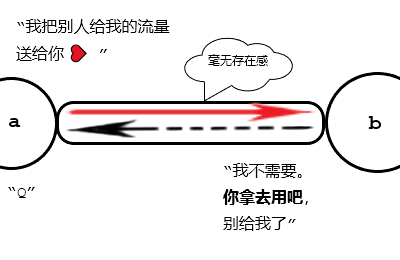 “我把别人给我的流量
送给你 ”
毫无存在感
a
b
“Q”
“我不需要。
你拿去用吧，
别给我了”